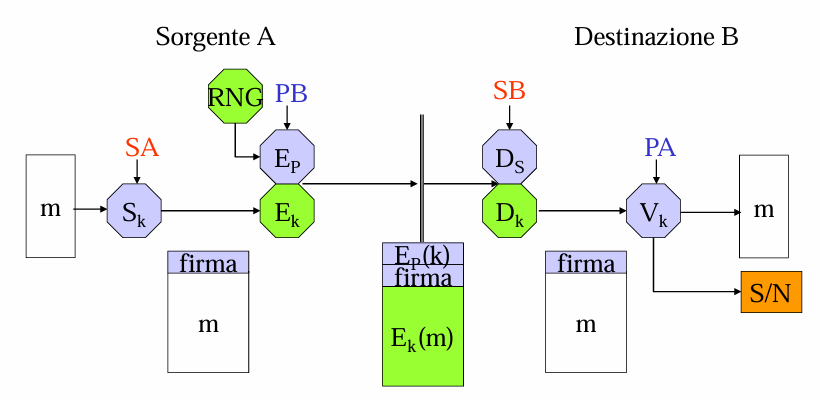 Sorgente A
Destinazione B
RNG
PB
SB
SA
PA
E_P
D_S
m
S_k
E_k
D_k
V_k
m
E_P(k)
firma
firma
firma
S/N
m
E_k(m)
m